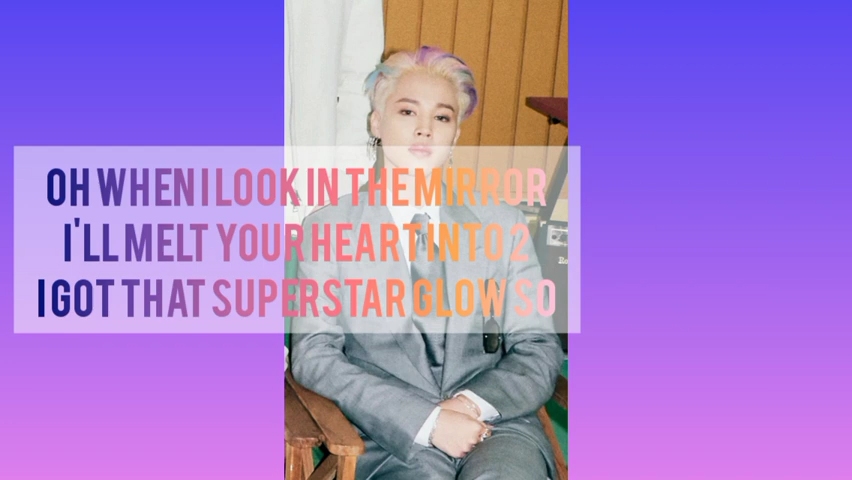 OH WHEN I LOOK IN THE MIRROR
I'LL MELT YOUR HEART INTO 2
I GOT THAT SUPERSTAR GLOW SO